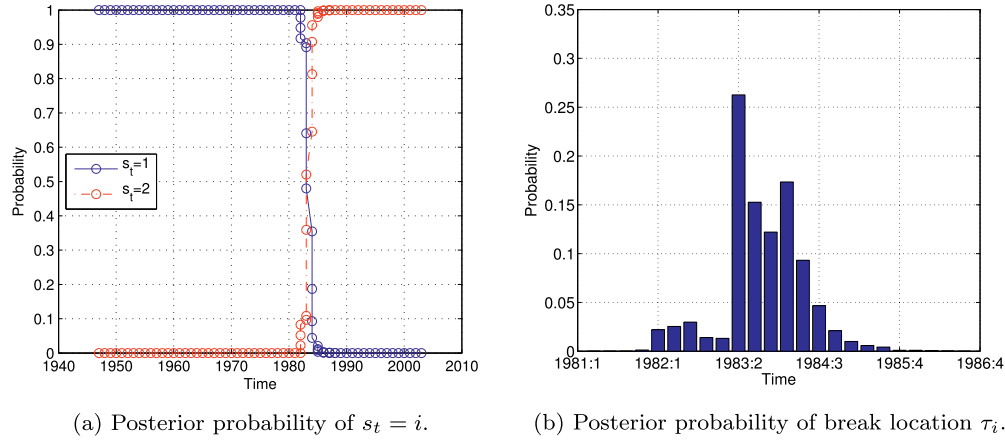 1
0.9
0.8
0.7
0.6
0.5
0.4
0.3
0.2
0.1
0
Probability
s_t=1
s_t=2
1940 1950 1960 1970 1980 1990 2000 2010
Time
(a) Posterior probability of s_t = i.
0.35
0.3
0.25
0.2
0.15
0.1
0.05
0
Probability
1981:1 1982:1 1983:2 1984:3 1985:4 1986:4
Time
(b) Posterior probability of break location τ_i.